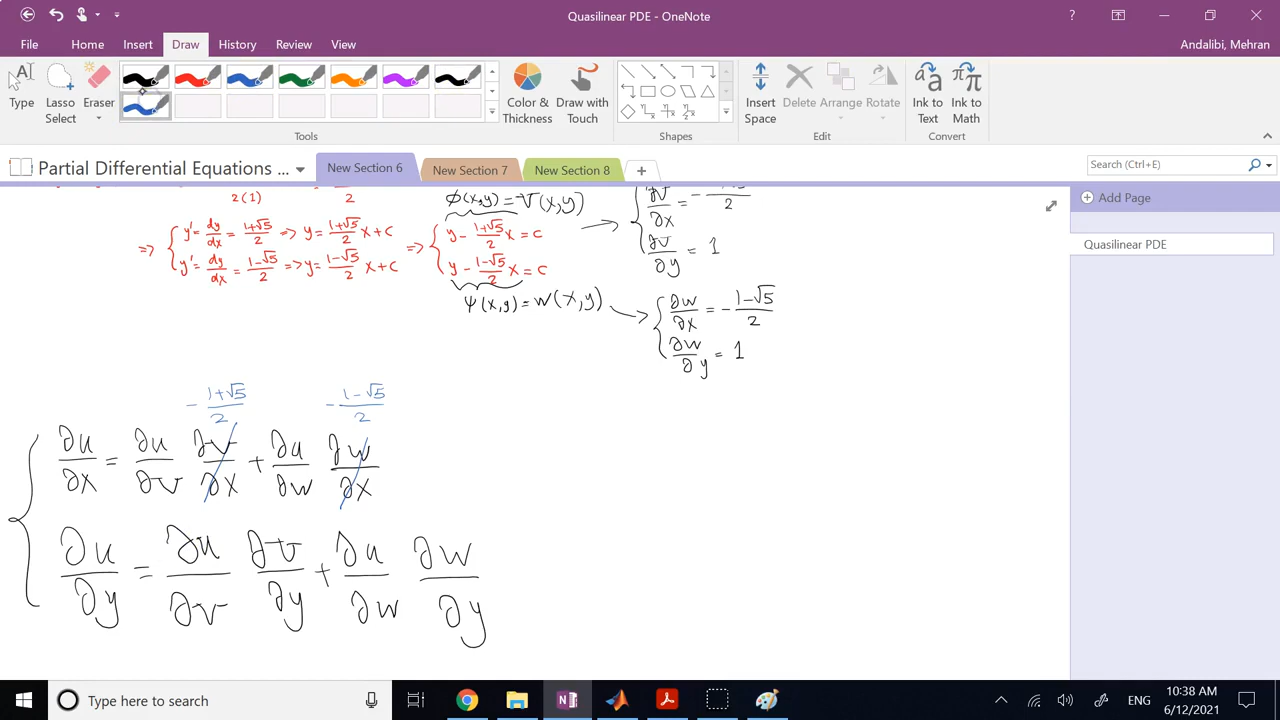 Quasilinear PDE - OneNote
Andalibi, Mehran
File Home Insert Draw History Review View
Type
Lasso Select
Eraser
Color & Thickness
Draw with Touch
Insert Space
Delete
Arrange
Rotate
Ink to Text
Ink to Math
Tools
Shapes
Edit
Convert
Partial Differential Equations ...
New Section 6
New Section 7
New Section 8
Search (Ctrl+E)
Add Page
Quasilinear PDE
2(1)
2
φ(x,y) = v(x,y)
⇒ { y' = dy/dx = 1+√5/2 ⇒ y = 1+√5/2 x + c ⇒ { y - 1+√5/2 x = c
y' = dy/dx = 1-√5/2 ⇒ y = 1-√5/2 x + c
y - 1-√5/2 x = c
ψ(x,y) = w(x,y)
∂v/∂y = 1
{ ∂w/∂x = - 1-√5/2
∂w/∂y = 1
- 1+√5/2
- 1-√5/2
{ ∂u/∂x = ∂u/∂v ∂v/∂x + ∂u/∂w ∂w/∂x
∂u/∂y = ∂u/∂v ∂v/∂y + ∂u/∂w ∂w/∂y
Type here to search
ENG
10:38 AM
6/12/2021